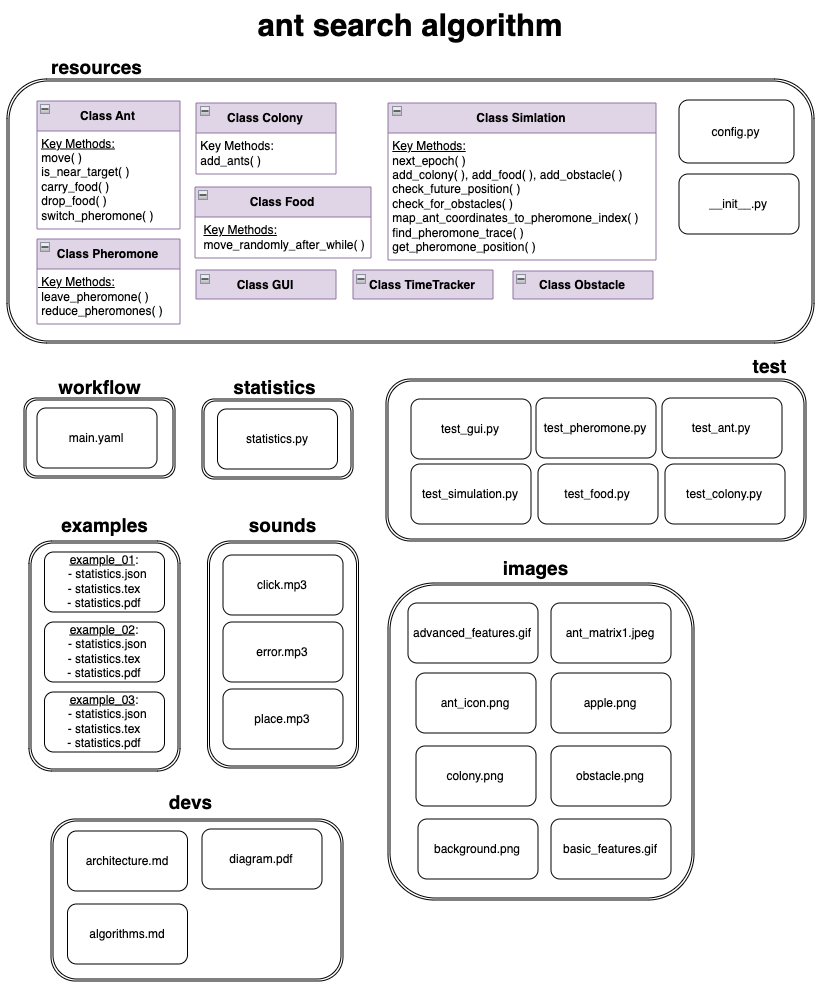 ant search algorithm
resources
Class Ant
Key Methods:
move( )
is_near_target( )
carry_food( )
drop_food( )
switch_pheromone( )
Class Colony
Key Methods:
add_ants( )
Class Simlation
Key Methods:
next_epoch( )
add_colony( ), add_food( ), add_obstacle( )
check_future_position( )
check_for_obstacles( )
map_ant_coordinates_to_pheromone_index( )
find_pheromone_trace( )
get_pheromone_position( )
config.py
__init__.py
Class Food
Key Methods:
move_randomly_after_while( )
Class Pheromone
Key Methods:
leave_pheromone( )
reduce_pheromones( )
Class GUI
Class TimeTracker
Class Obstacle
workflow
main.yaml
statistics
statistics.py
test
test_gui.py
test_pheromone.py
test_ant.py
test_simulation.py
test_food.py
test_colony.py
examples
example_01:
- statistics.json
- statistics.tex
- statistics.pdf
example_02:
- statistics.json
- statistics.tex
- statistics.pdf
example_03:
- statistics.json
- statistics.tex
- statistics.pdf
sounds
click.mp3
error.mp3
place.mp3
images
advanced_features.gif
ant_matrix1.jpeg
ant_icon.png
apple.png
colony.png
obstacle.png
background.png
basic_features.gif
devs
architecture.md
diagram.pdf
algorithms.md